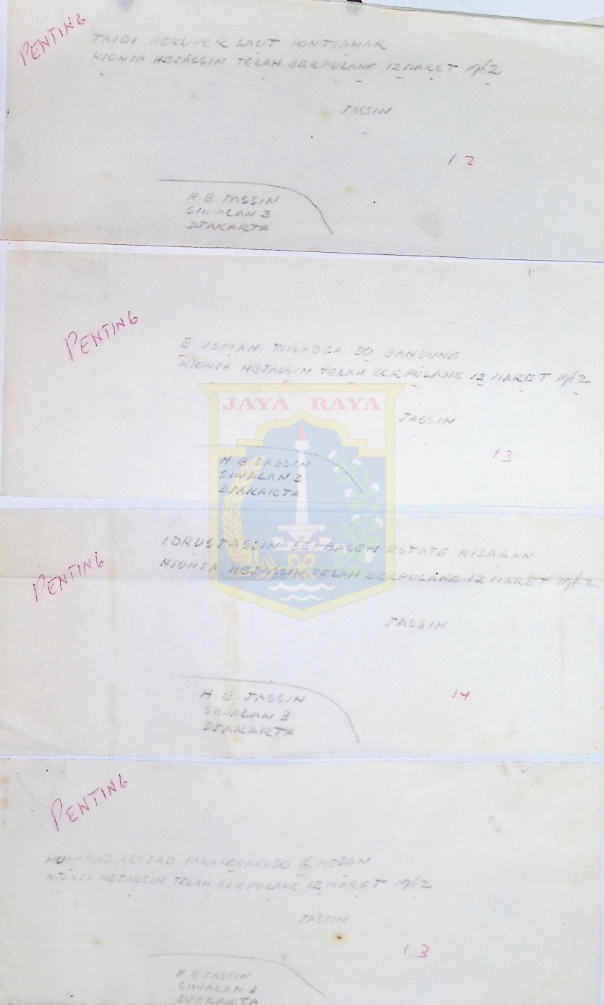 PENTING
TAIDI PERUPER LAUT PONTIANAK
NJONJA HBJASSIN TELAH BERPULANG 12 MARET 1962
JASSIN
12
H.B. JASSIN
SIWALAN 3
DJAKARTA
PENTING
B USMAN 30 BANDUNG
NJONJA HBJASSIN TELAH BERPULANG 12 MARET 1962
JASSIN
13
H B JASSIN
SIWALAN 3
DJAKARTA
JAYA RAYA
PENTING
IDRUS JASSIN ESTATE KISARAN
NJONJA HBJASSIN TELAH BERPULANG 12 MARET 1962
JASSIN
14
H B. JASSIN
SIWALAN 3
DJAKARTA
PENTING
MUHAMAD ARSJAD MEDAN
NJONJA HBJASSIN TELAH BERPULANG 12 MARET 1962
JASSIN
13
H.B JASSIN
SIWALAN 3
DJAKARTA